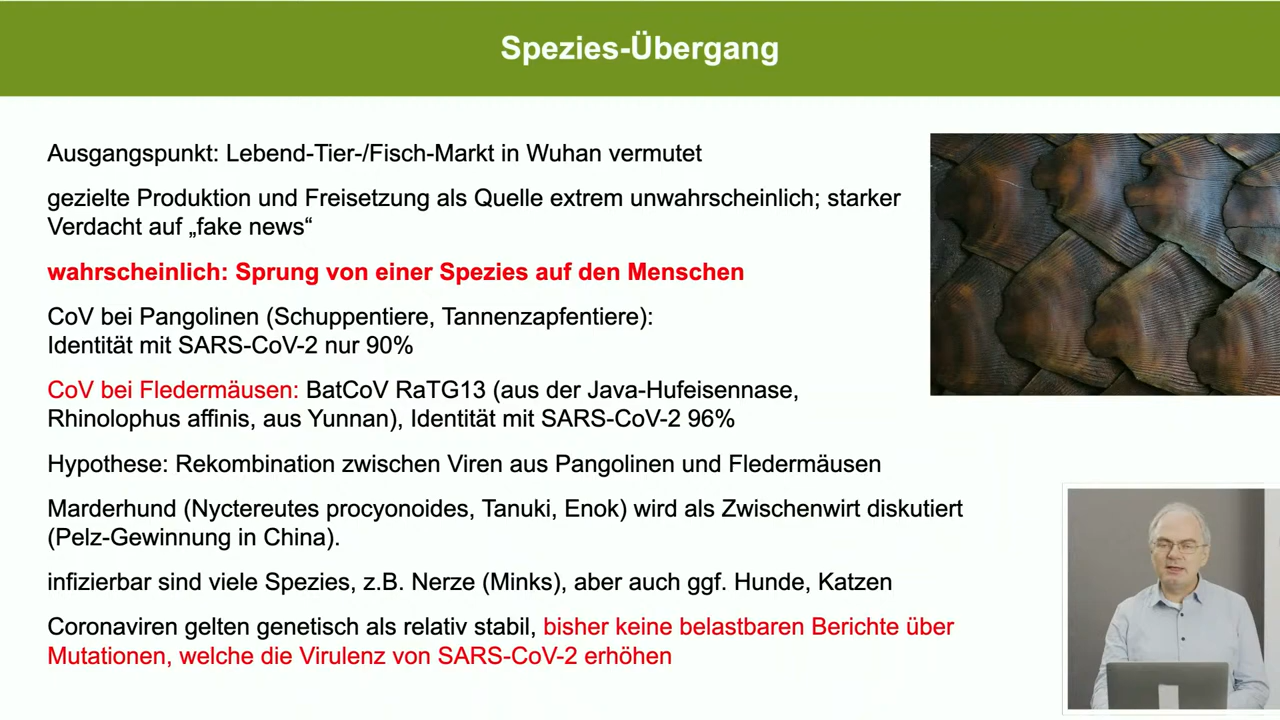 Spezies-Übergang
Ausgangspunkt: Lebend-Tier-/Fisch-Markt in Wuhan vermutet
gezielte Produktion und Freisetzung als Quelle extrem unwahrscheinlich; starker
Verdacht auf „fake news“
wahrscheinlich: Sprung von einer Spezies auf den Menschen
CoV bei Pangolinen (Schuppentiere, Tannenzapfentiere):
Identität mit SARS-CoV-2 nur 90%
CoV bei Fledermäusen: BatCoV RaTG13 (aus der Java-Hufeisennase,
Rhinolophus affinis, aus Yunnan), Identität mit SARS-CoV-2 96%
Hypothese: Rekombination zwischen Viren aus Pangolinen und Fledermäusen
Marderhund (Nyctereutes procyonoides, Tanuki, Enok) wird als Zwischenwirt diskutiert
(Pelz-Gewinnung in China).
infizierbar sind viele Spezies, z.B. Nerze (Minks), aber auch ggf. Hunde, Katzen
Coronaviren gelten genetisch als relativ stabil, bisher keine belastbaren Berichte über
Mutationen, welche die Virulenz von SARS-CoV-2 erhöhen